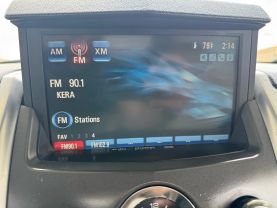 AM FM XM 78° 2:14
FM 90.1
KERA
FM Stations
FAV 1 2 3 4
FM90.1 FM102.9